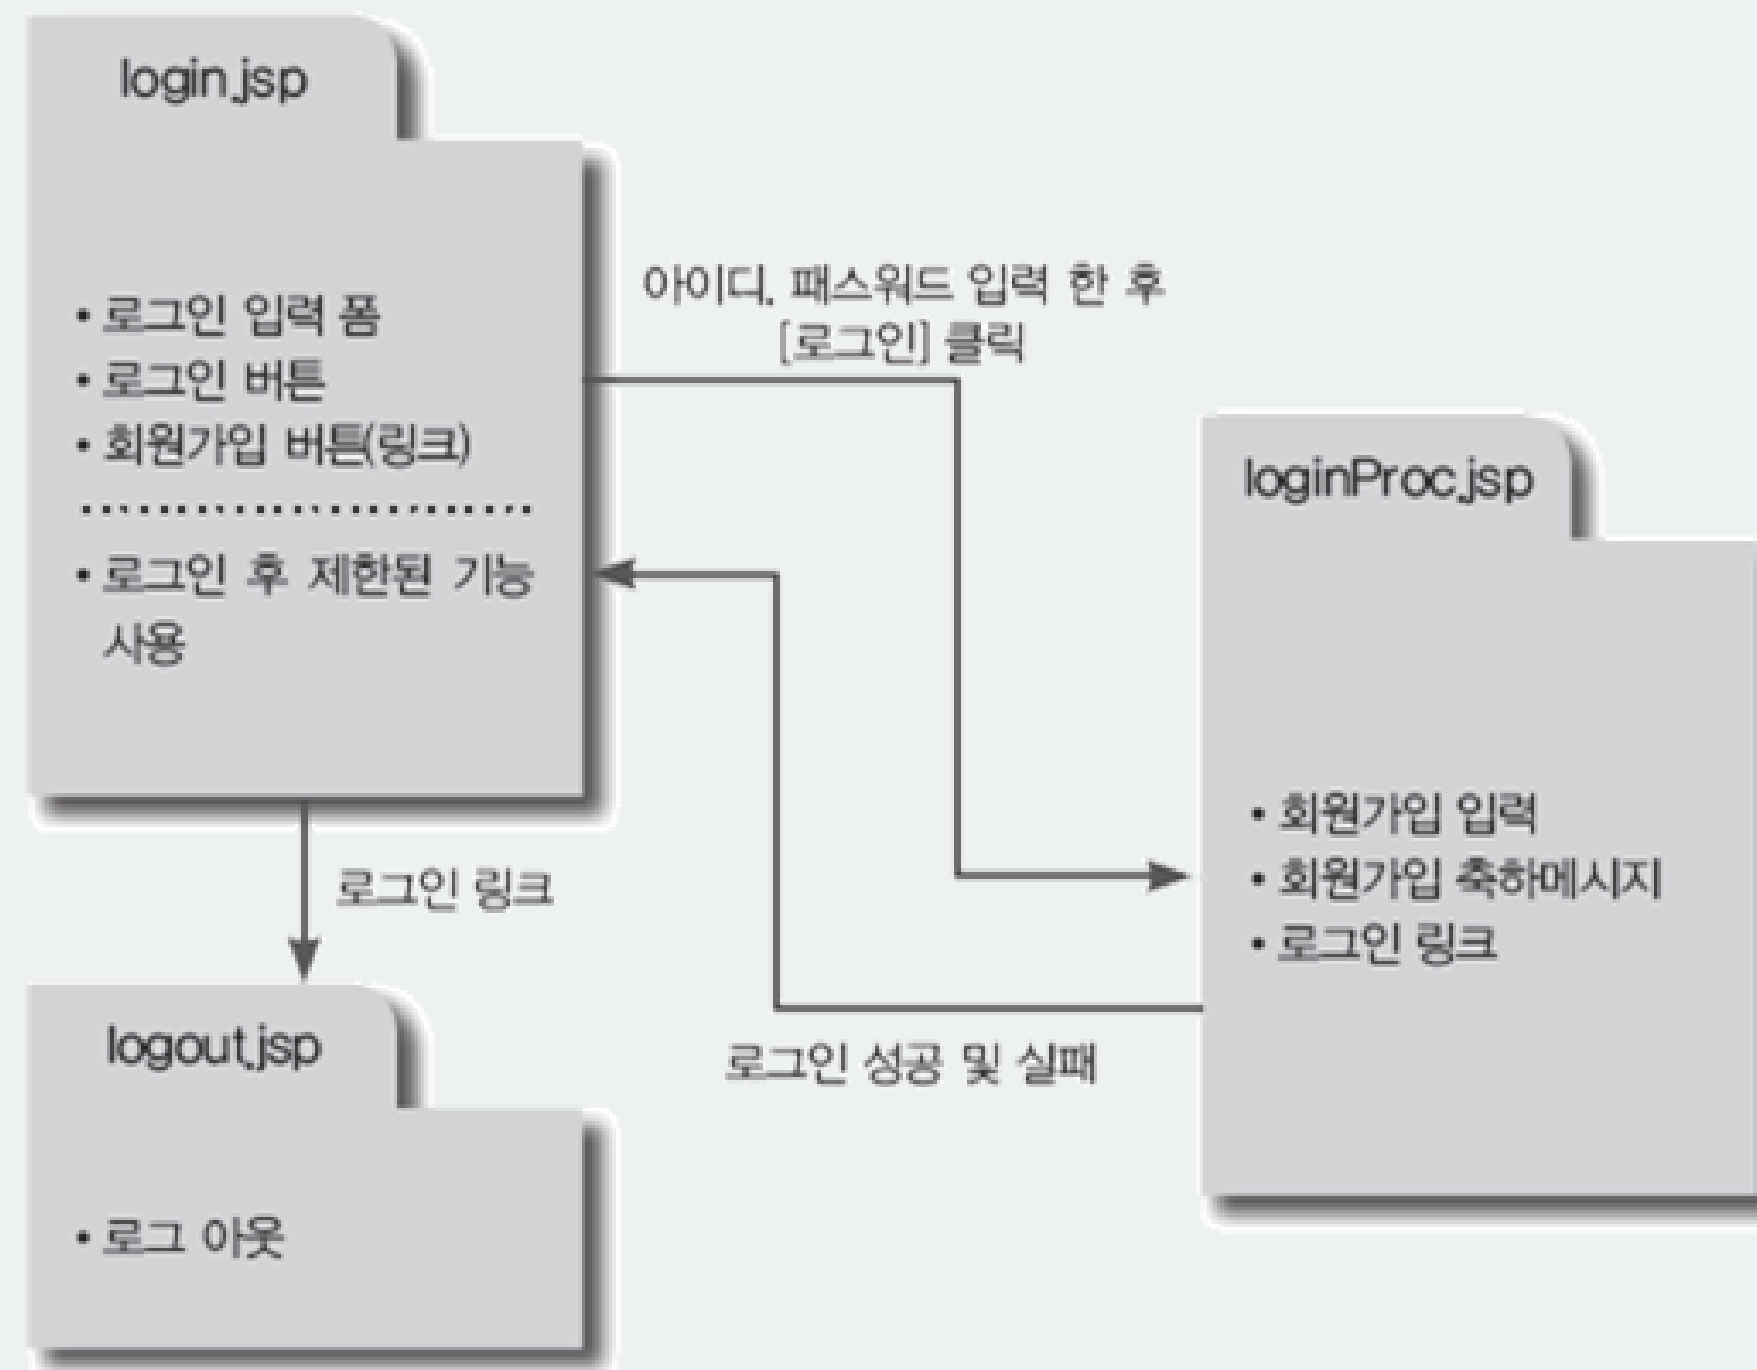 login.jsp
• 로그인 입력 폼
• 로그인 버튼
• 회원가입 버튼(링크)
• 로그인 후 제한된 기능
사용
아이디, 패스워드 입력 한 후
[로그인] 클릭
loginProc.jsp
• 회원가입 입력
• 회원가입 축하메시지
• 로그인 링크
로그인 성공 및 실패
로그인 링크
logout.jsp
• 로그 아웃